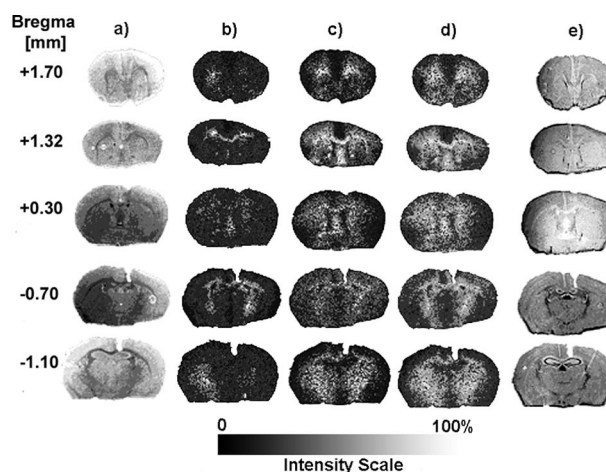 Bregma
[mm]
a) b) c) d) e)
+1.70
+1.32
+0.30
-0.70
-1.10
0 100%
Intensity Scale